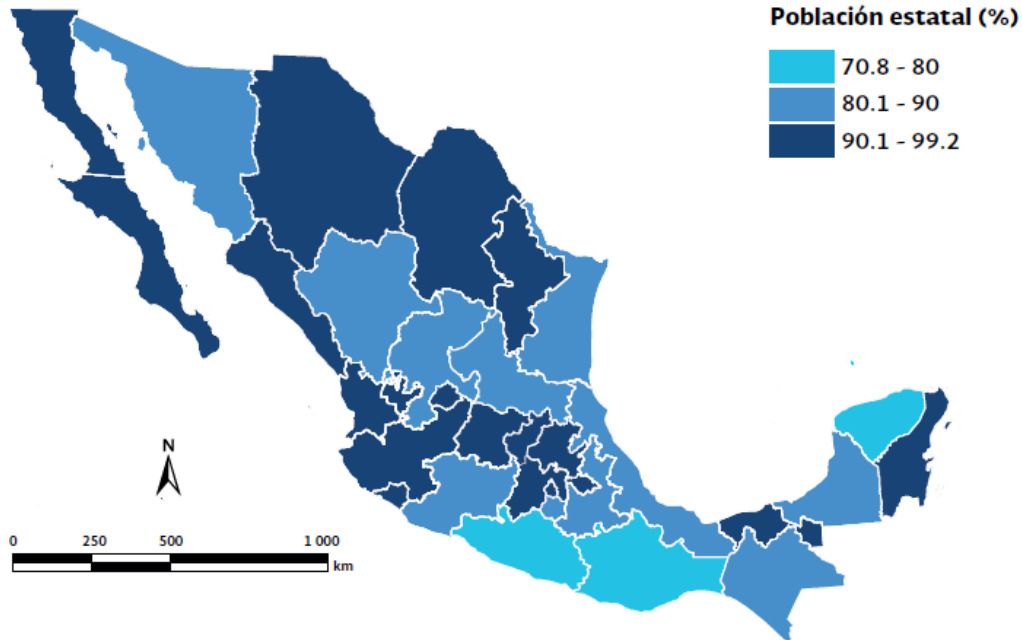 Población estatal (%)
70.8 - 80
80.1 - 90
90.1 - 99.2
N
0 250 500 1 000
km